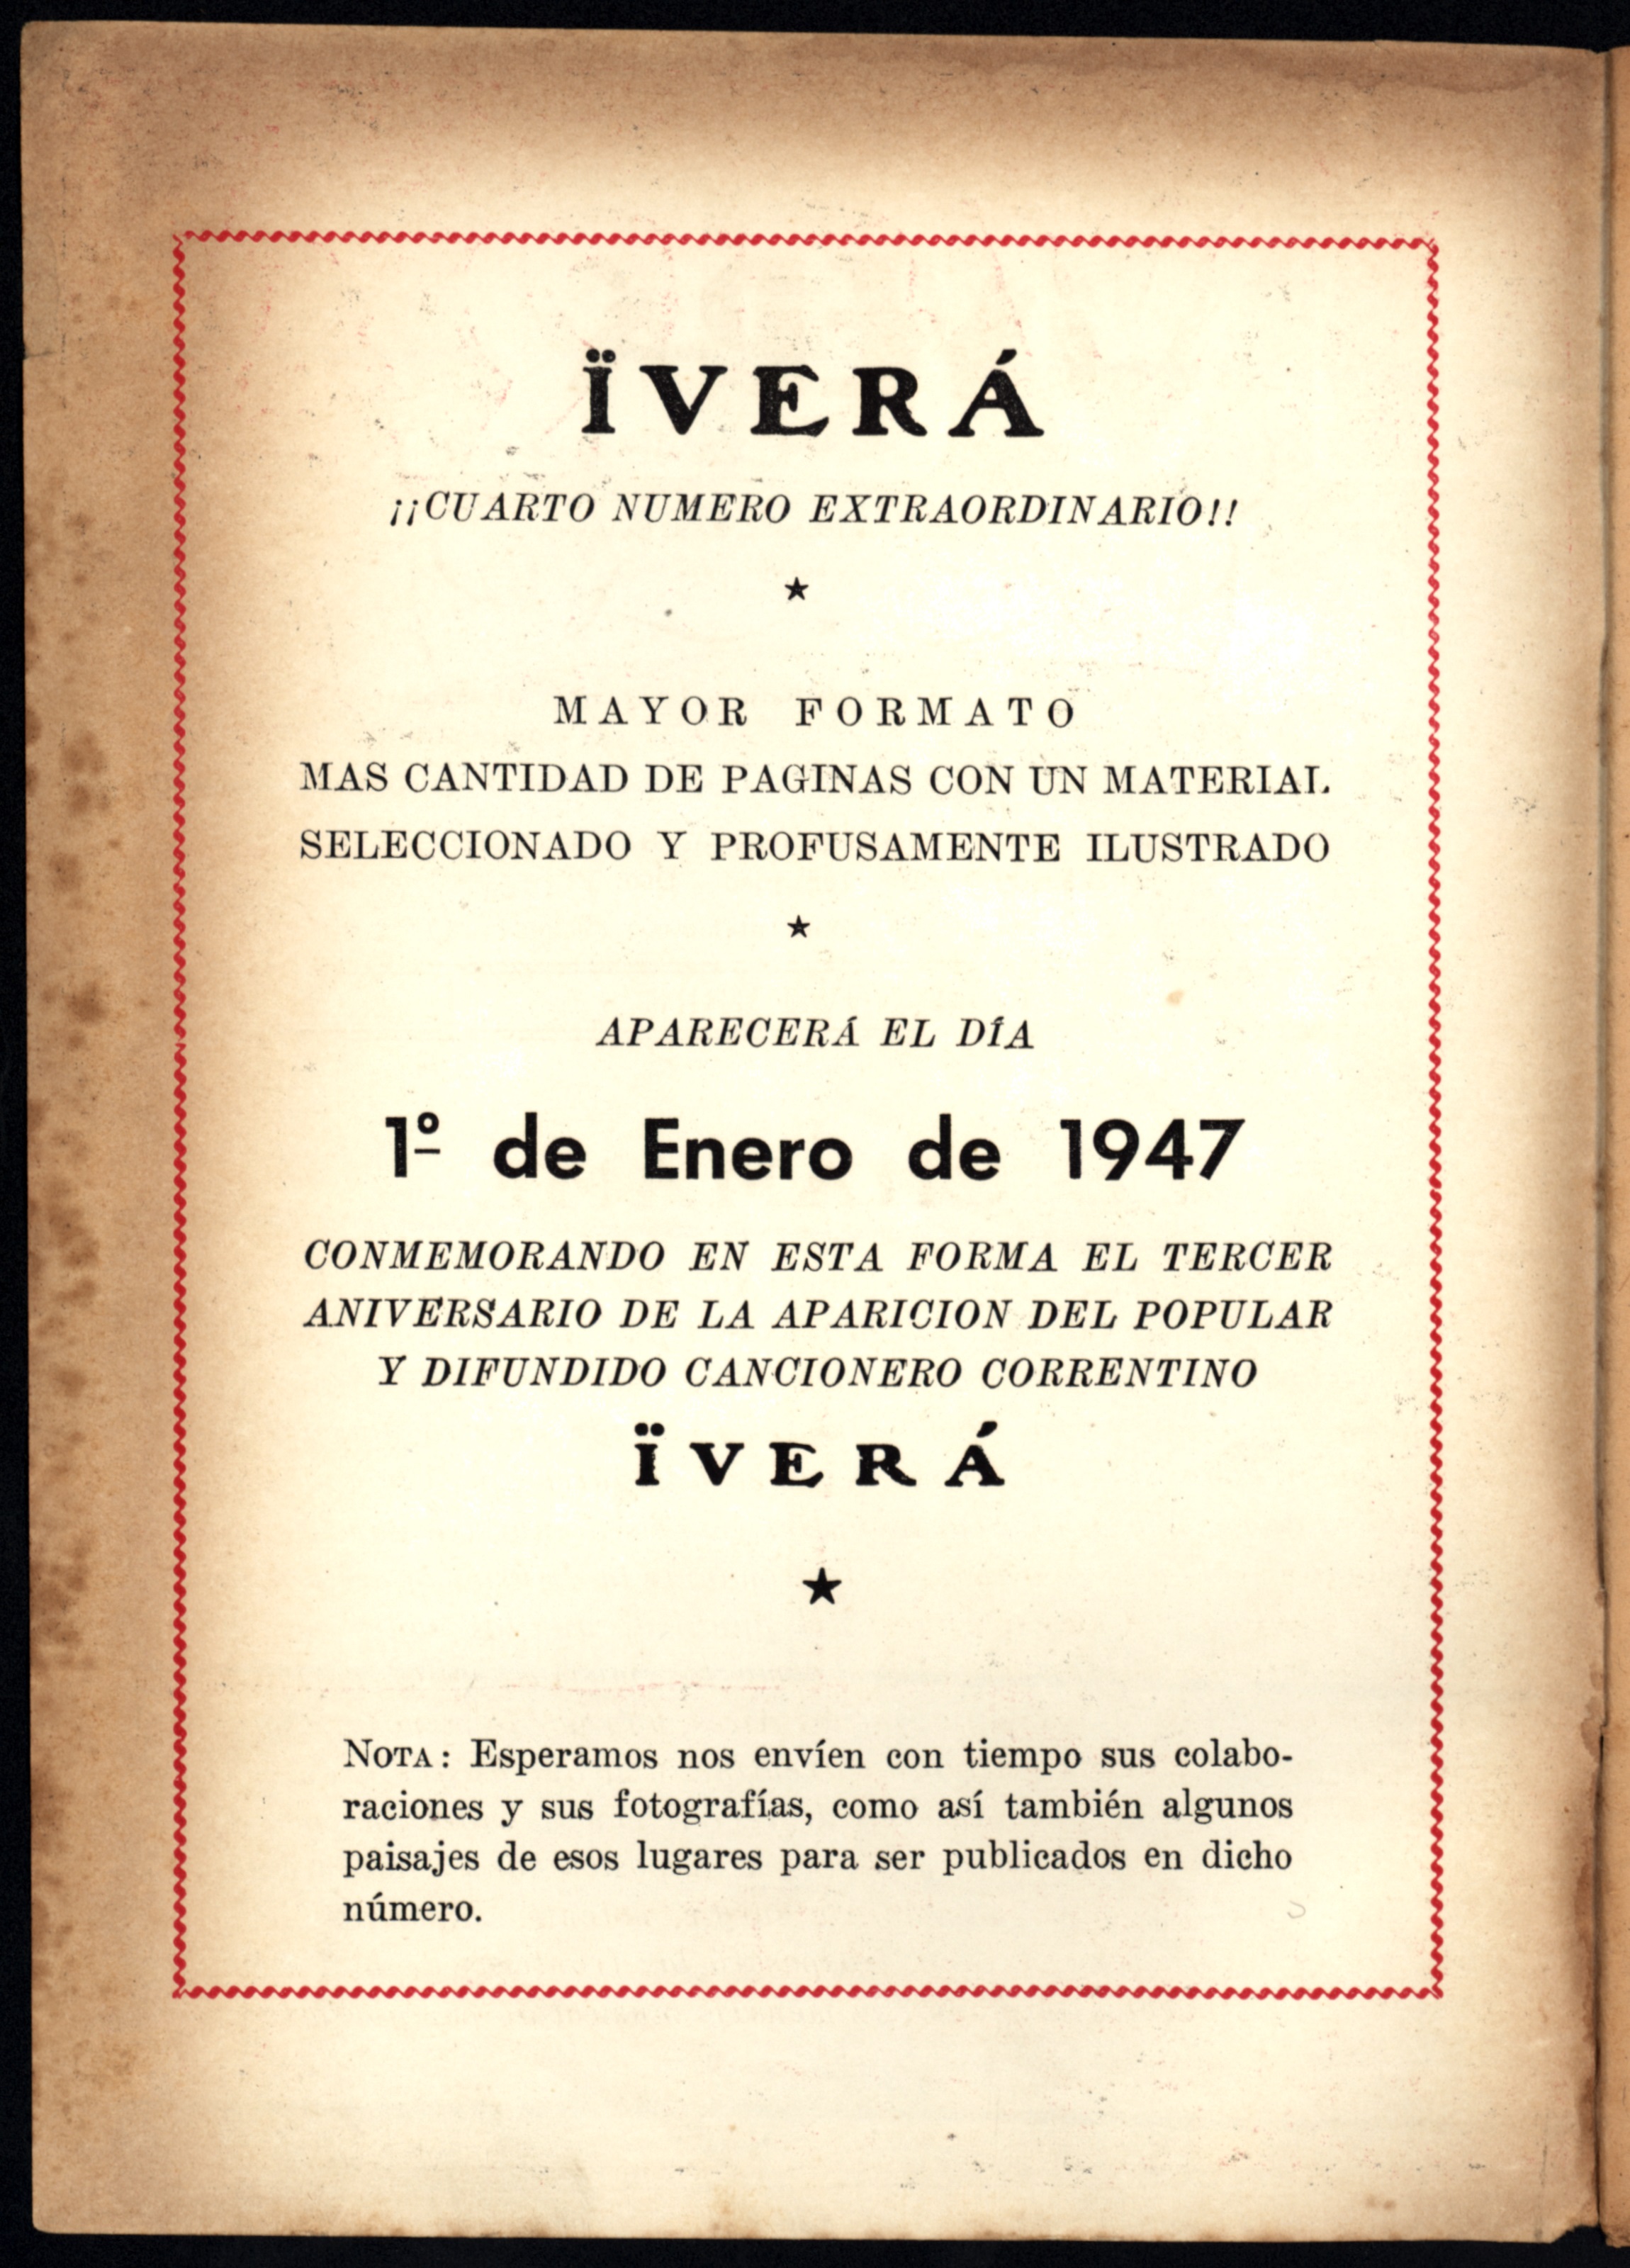 ÏVERÁ
¡¡CUARTO NUMERO EXTRAORDINARIO!!
★
MAYOR FORMATO
MAS CANTIDAD DE PAGINAS CON UN MATERIAL
SELECCIONADO Y PROFUSAMENTE ILUSTRADO
★
APARECERÁ EL DÍA
1º de Enero de 1947
CONMEMORANDO EN ESTA FORMA EL TERCER
ANIVERSARIO DE LA APARICION DEL POPULAR
Y DIFUNDIDO CANCIONERO CORRENTINO
ÏVERÁ
★
NOTA: Esperamos nos envíen con tiempo sus colabo-
raciones y sus fotografías, como así también algunos
paisajes de esos lugares para ser publicados en dicho
número.